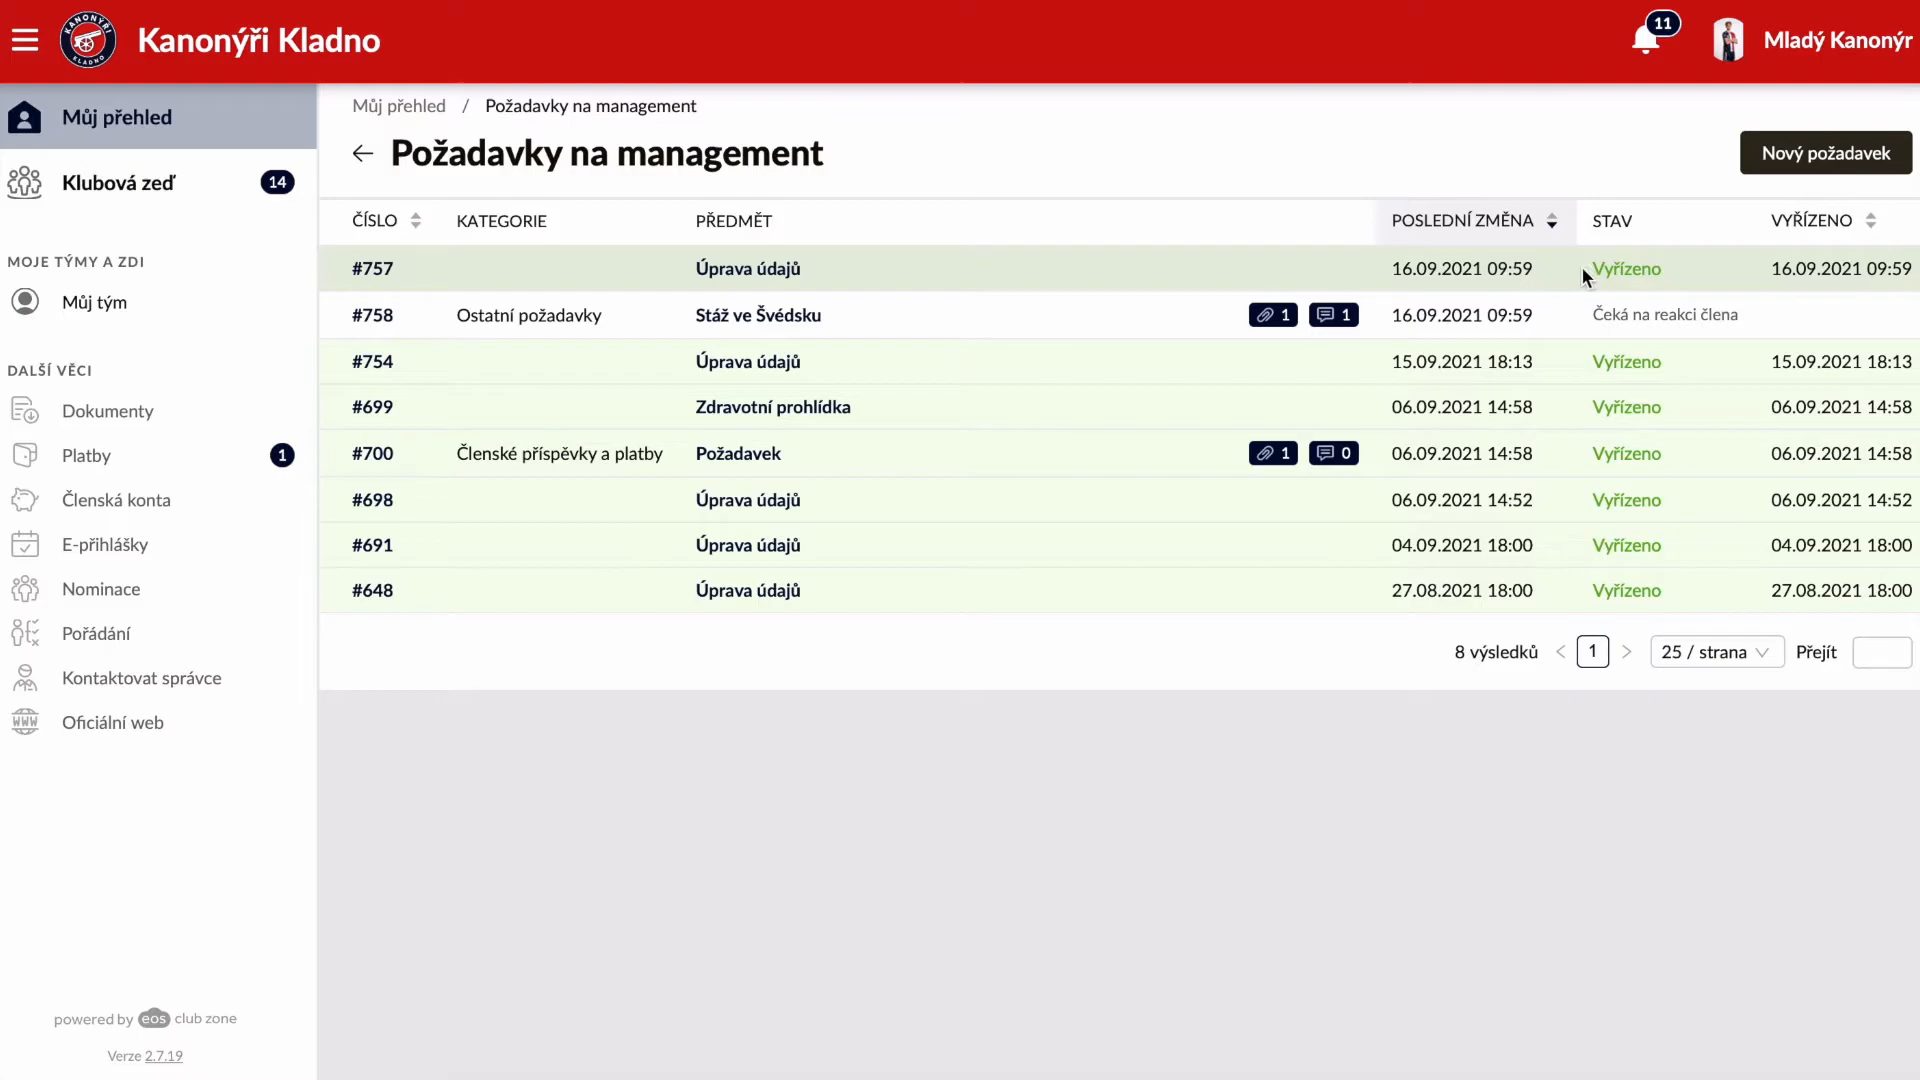 KANONÝŘI
KLADNO
Kanonýři Kladno
11
Mladý Kanonýr
Můj přehled
Klubová zeď
14
MOJE TÝMY A ZDI
Můj tým
DALŠÍ VĚCI
Dokumenty
Platby
1
Členská konta
E-přihlášky
Nominace
Pořádání
Kontaktovat správce
WWW
Oficiální web
powered by eos club zone
Verze 2.7.19
Můj přehled / Požadavky na management
← Požadavky na management
Nový požadavek
ČÍSLO KATEGORIE PŘEDMĚT POSLEDNÍ ZMĚNA STAV VYŘÍZENO
#757 Úprava údajů 16.09.2021 09:59 Vyřízeno 16.09.2021 09:59
#758 Ostatní požadavky Stáž ve Švédsku 1 1 16.09.2021 09:59 Čeká na reakci člena
#754 Úprava údajů 15.09.2021 18:13 Vyřízeno 15.09.2021 18:13
#699 Zdravotní prohlídka 06.09.2021 14:58 Vyřízeno 06.09.2021 14:58
#700 Členské příspěvky a platby Požadavek 1 0 06.09.2021 14:58 Vyřízeno 06.09.2021 14:58
#698 Úprava údajů 06.09.2021 14:52 Vyřízeno 06.09.2021 14:52
#691 Úprava údajů 04.09.2021 18:00 Vyřízeno 04.09.2021 18:00
#648 Úprava údajů 27.08.2021 18:00 Vyřízeno 27.08.2021 18:00
8 výsledků < 1 > 25 / strana Přejít